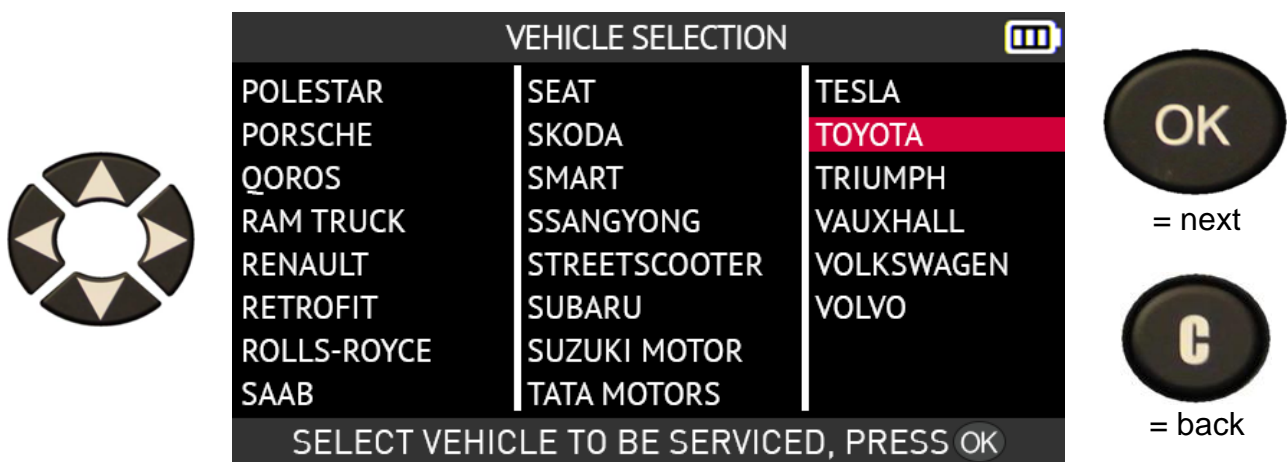 VEHICLE SELECTION
POLESTAR
PORSCHE
QOROS
RAM TRUCK
RENAULT
RETROFIT
ROLLS-ROYCE
SAAB
SEAT
SKODA
SMART
SSANGYONG
STREETSCOOTER
SUBARU
SUZUKI MOTOR
TATA MOTORS
TESLA
TOYOTA
TRIUMPH
VAUXHALL
VOLKSWAGEN
VOLVO
SELECT VEHICLE TO BE SERVICED, PRESS OK
OK
= next
C
= back